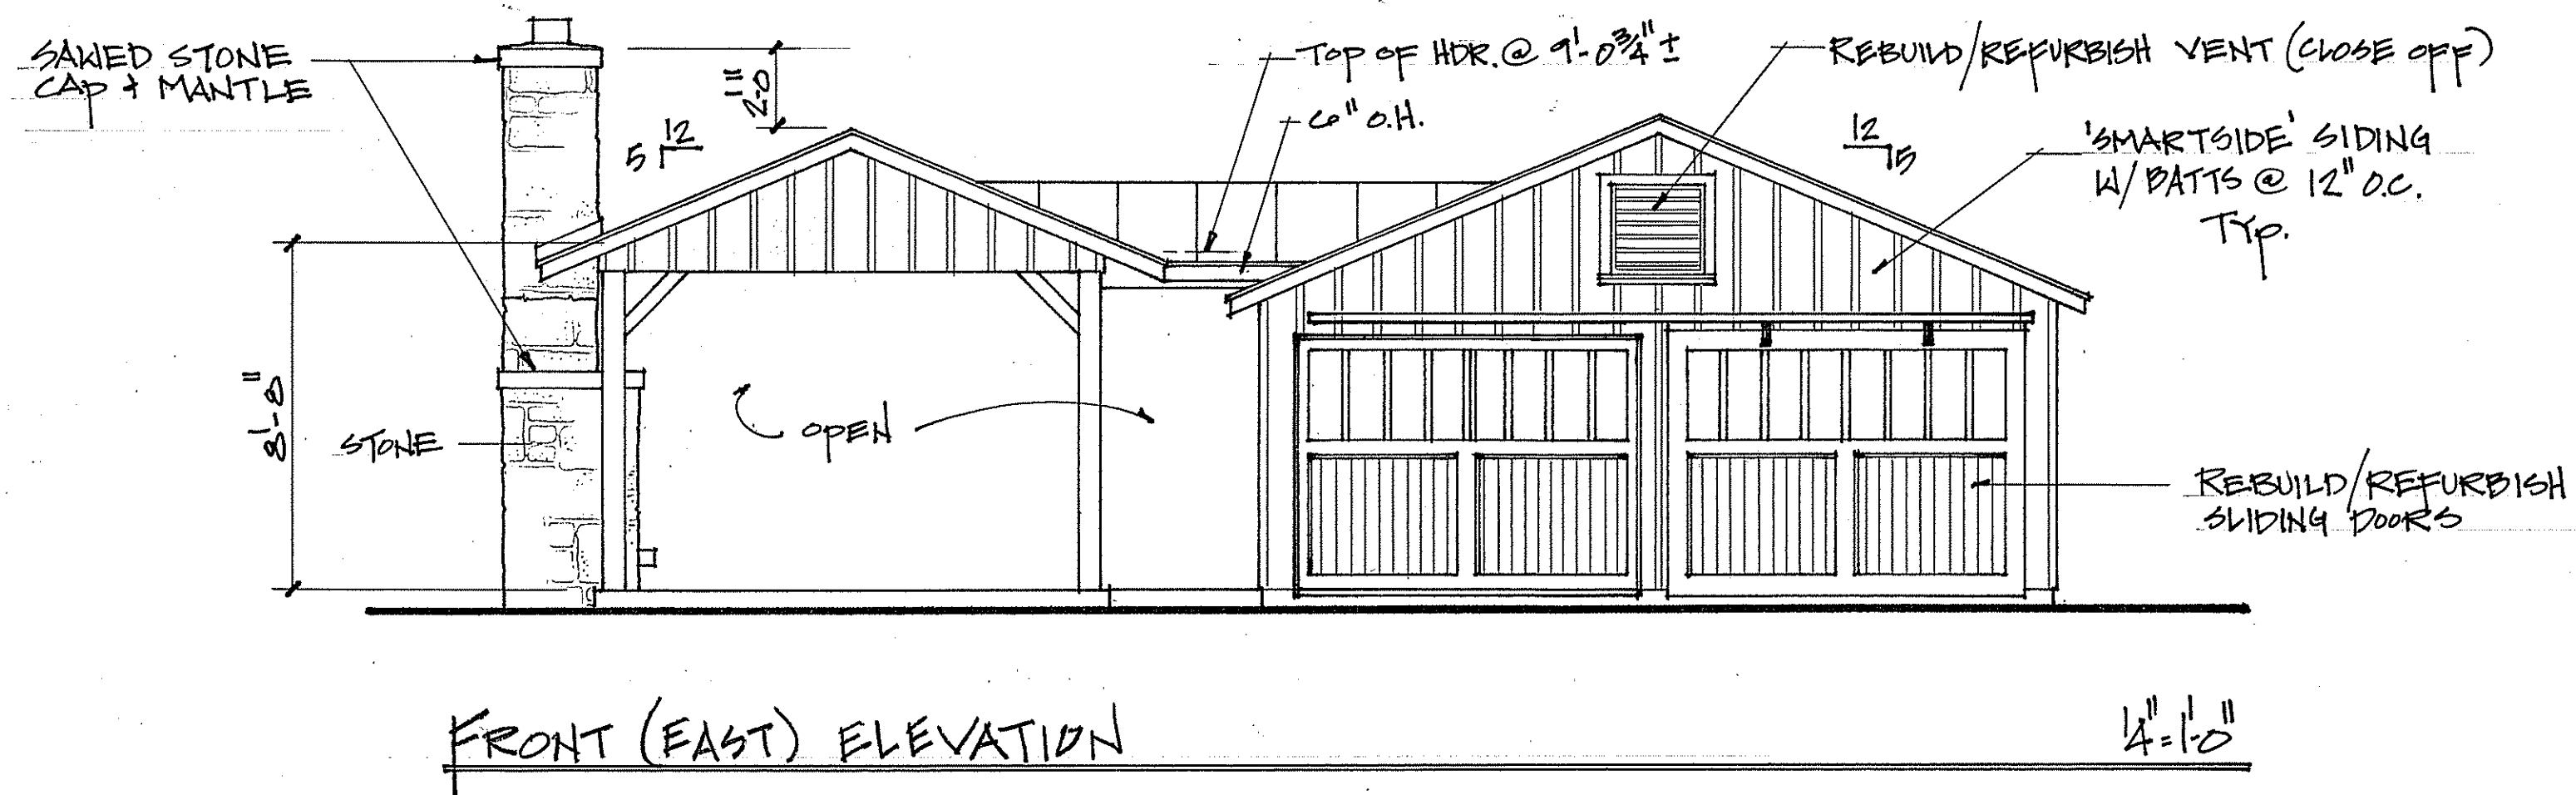 SAWED STONE
CAP + MANTLE
2'-0"
5 12
TOP OF HDR. @ 9'-0 3/4" ±
6" O.H.
REBUILD/REFURBISH VENT (CLOSE OFF)
12 5
'SMARTSIDE' SIDING
W/ BATTS @ 12" O.C.
TYP.
8'-8"
STONE
OPEN
REBUILD/REFURBISH
SLIDING DOORS
FRONT (EAST) ELEVATION
1/4"=1'-0"